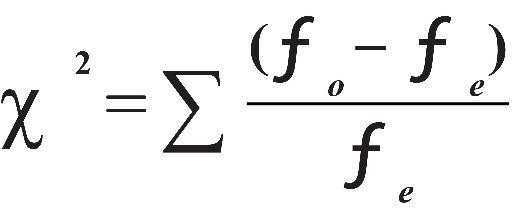 χ² = ∑ (fₒ − fₑ) / fₑ